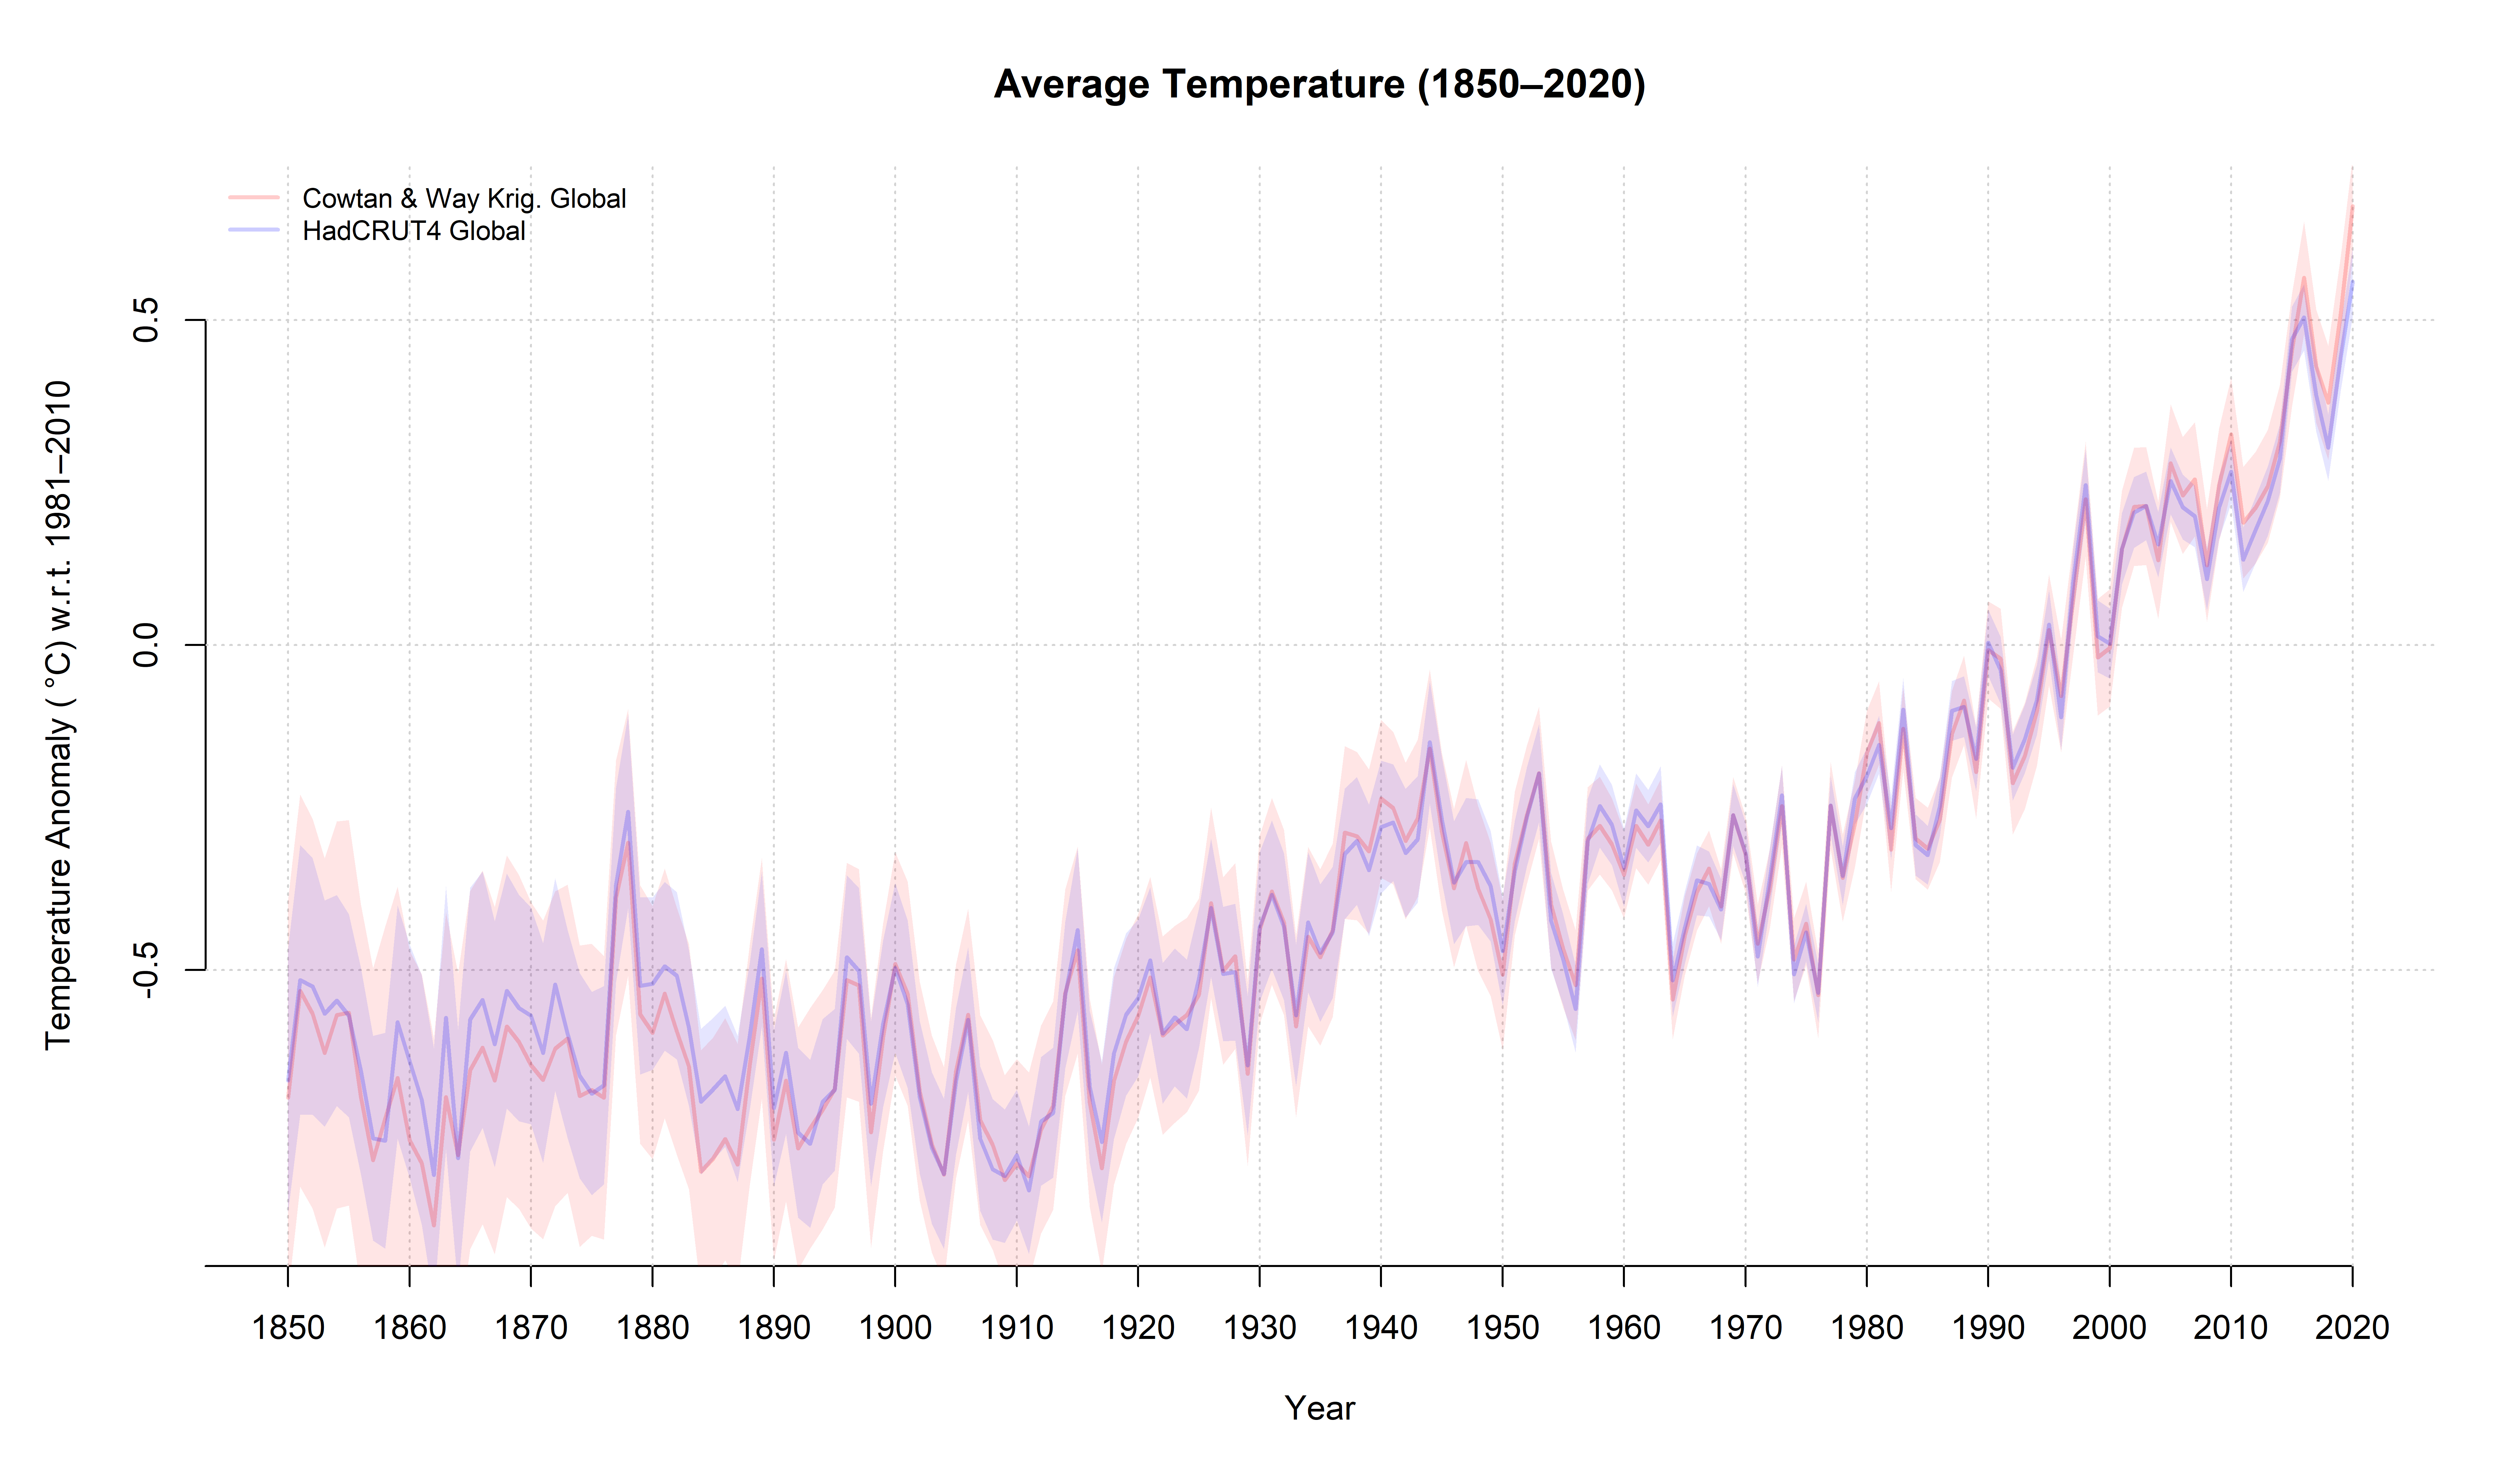 Average Temperature (1850–2020)
Cowtan & Way Krig. Global
HadCRUT4 Global
Temperature Anomaly ( °C) w.r.t. 1981–2010
0.5
0.0
-0.5
1850 1860 1870 1880 1890 1900 1910 1920 1930 1940 1950 1960 1970 1980 1990 2000 2010 2020
Year